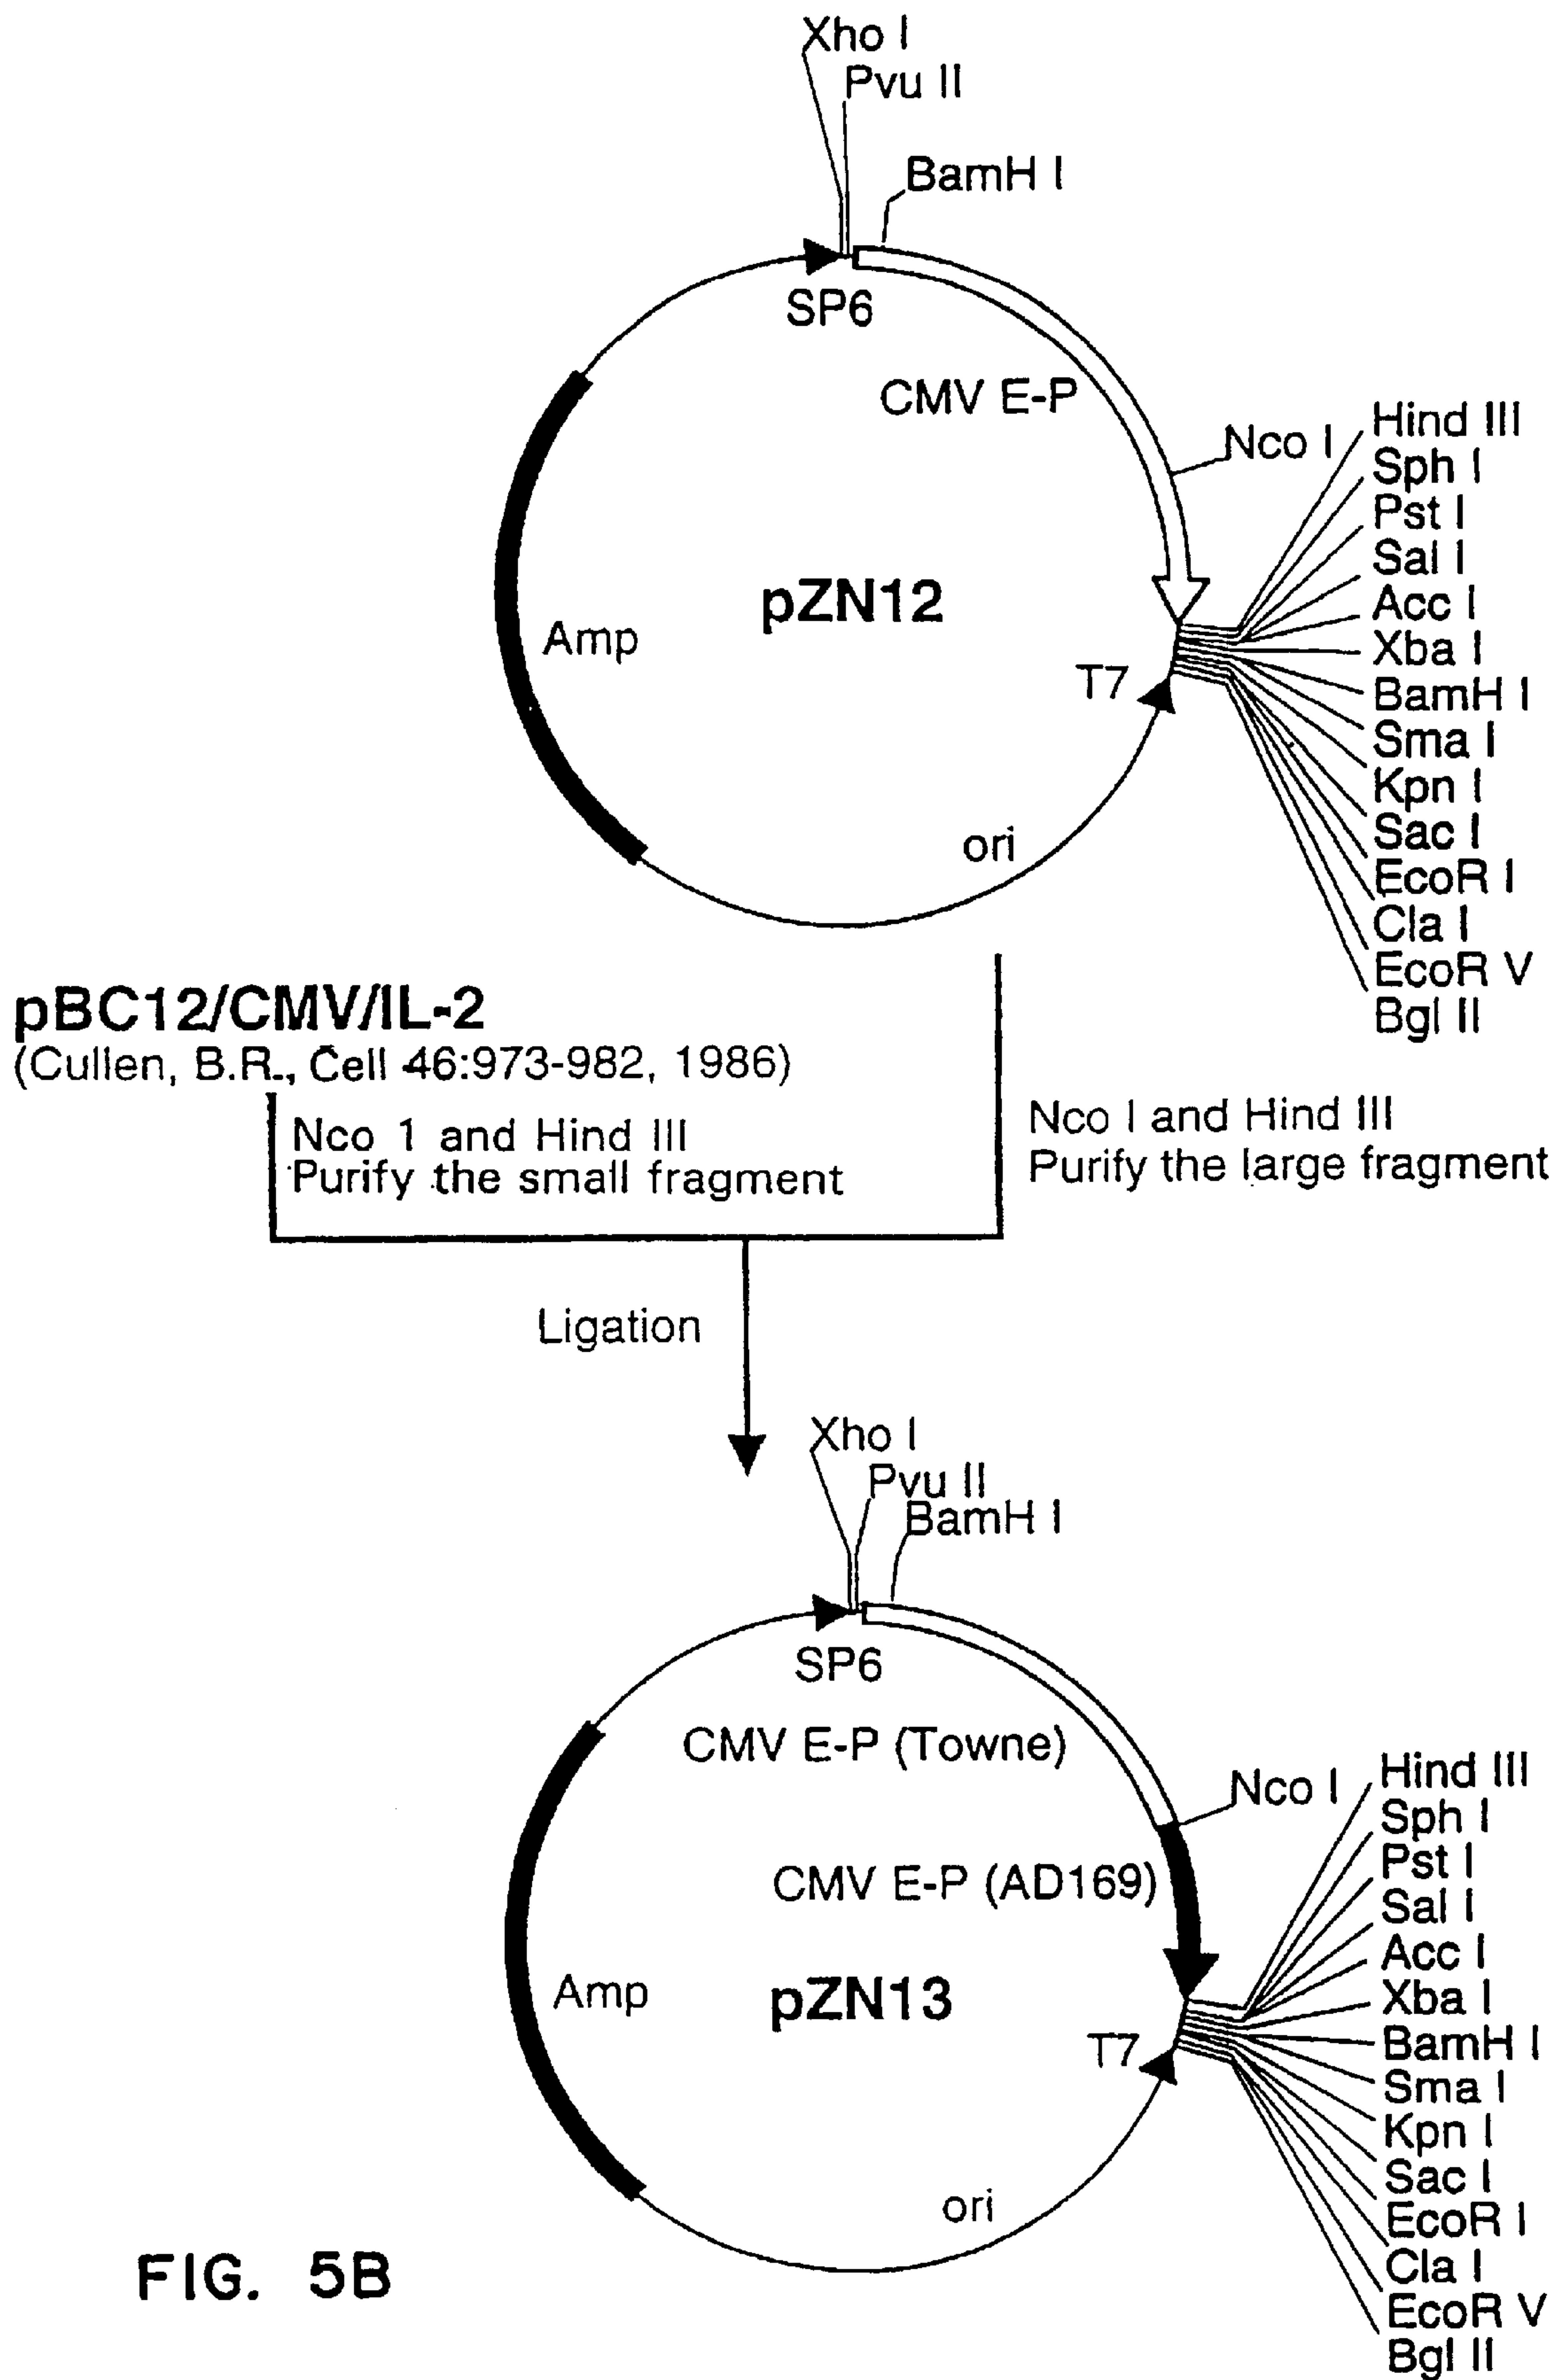 Xho I
Pvu II
BamH I
SP6
CMV E-P
Nco I
Hind III
Sph I
Pst I
Sal I
Acc I
Xba I
BamH I
Sma I
Kpn I
Sac I
EcoR I
Cla I
EcoR V
Bgl II
pZN12
Amp
T7
ori
pBC12/CMV/IL-2
(Cullen, B.R., Cell 46:973-982, 1986)
Nco 1 and Hind III
Purify the small fragment
Nco I and Hind III
Purify the large fragment
Ligation
Xho I
Pvu II
BamH I
SP6
CMV E-P (Towne)
Nco I
CMV E-P (AD169)
Hind III
Sph I
Pst I
Sal I
Acc I
Xba I
BamH I
Sma I
Kpn I
Sac I
EcoR I
Cla I
EcoR V
Bgl II
Amp
pZN13
T7
ori
FIG. 5B